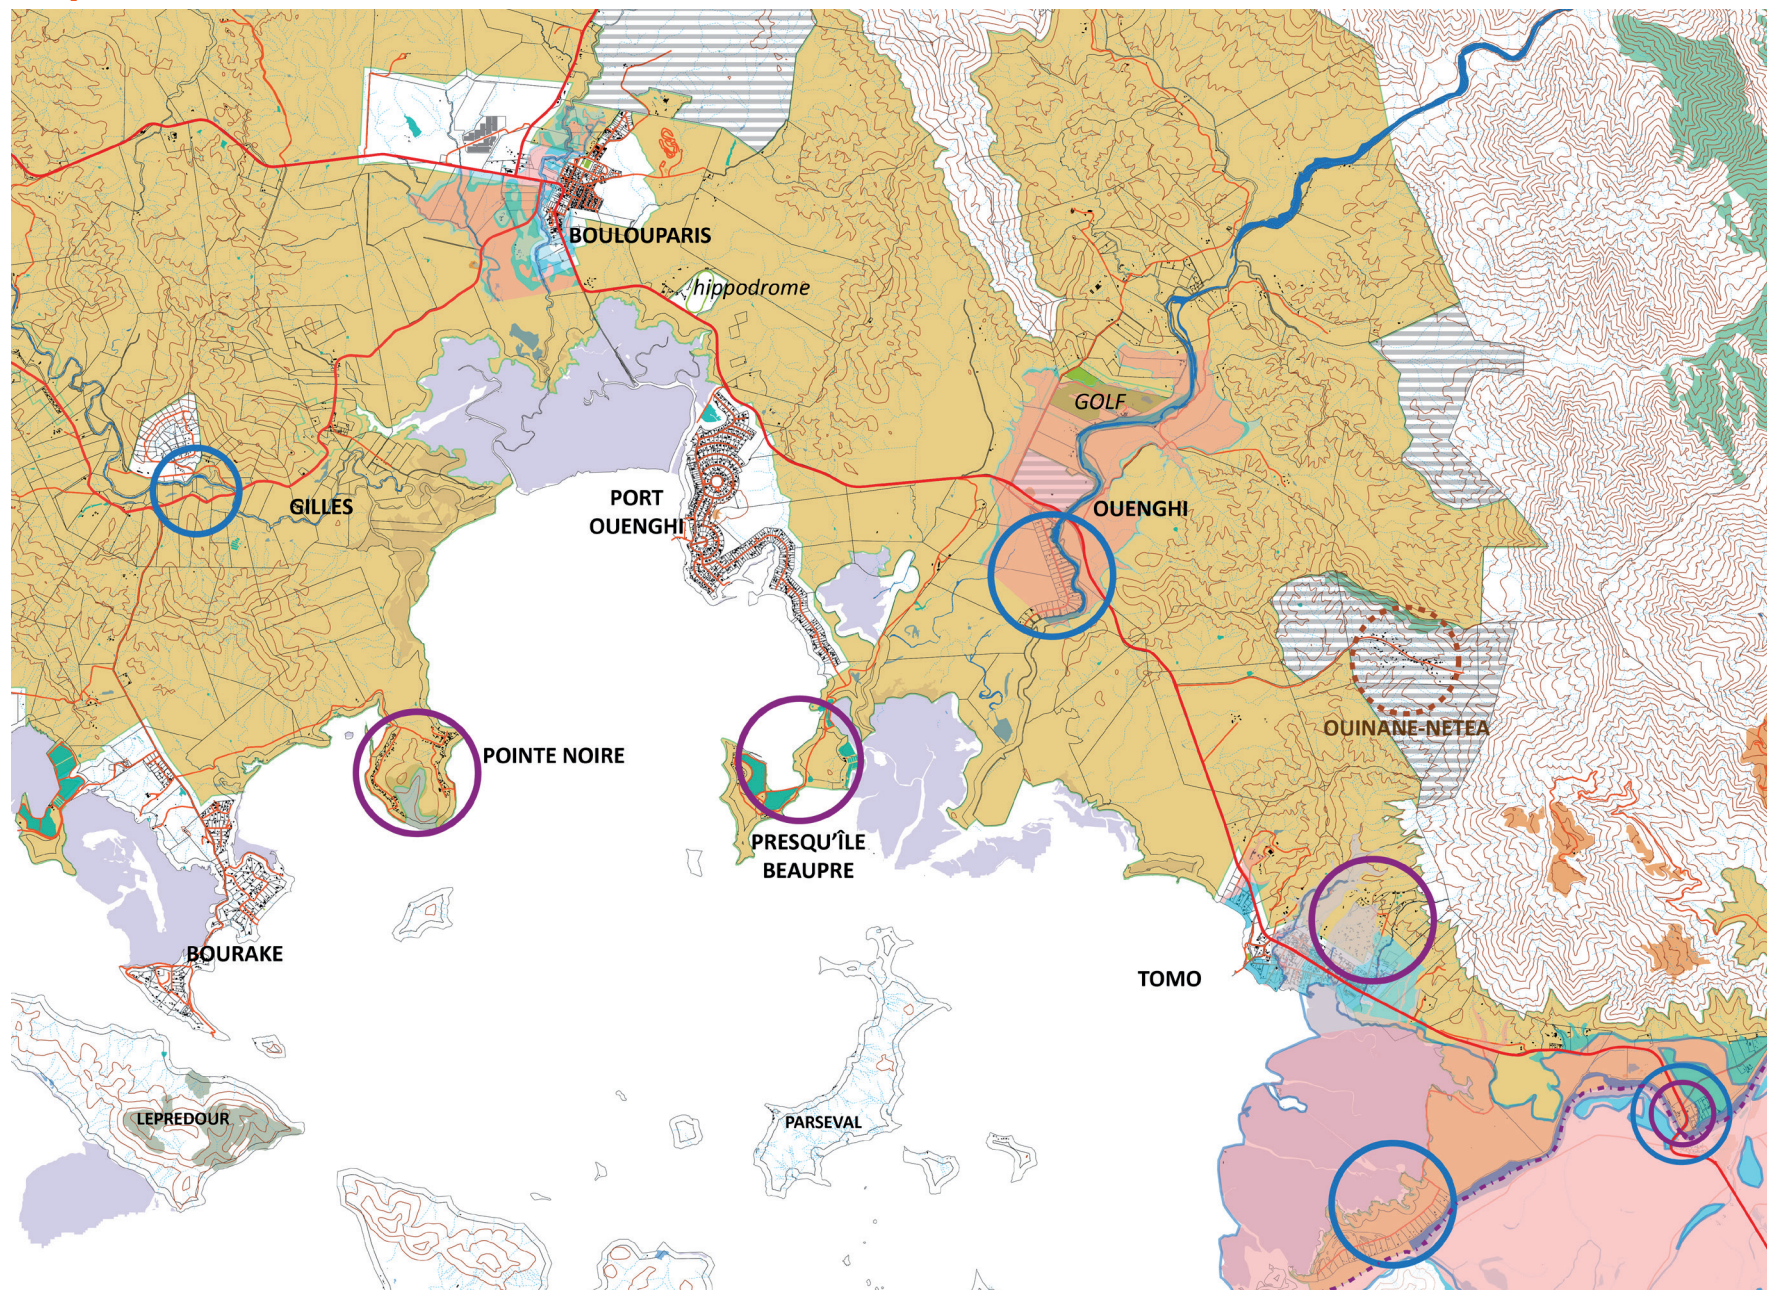 BOULOUPARIS
hippodrome
GOLF
PORT
OUENGHI
GILLES
OUENGHI
OUINANE-NETEA
POINTE NOIRE
PRESQU'ÎLE
BEAUPRE
BOURAKE
TOMO
LEPREDOUR
PARSEVAL